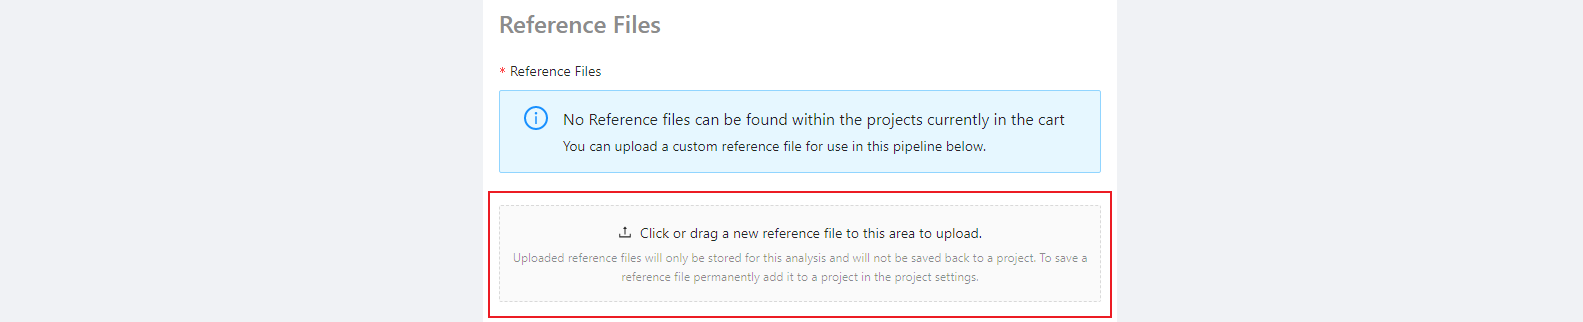 Reference Files
* Reference Files
No Reference files can be found within the projects currently in the cart
You can upload a custom reference file for use in this pipeline below.
Click or drag a new reference file to this area to upload.
Uploaded reference files will only be stored for this analysis and will not be saved back to a project. To save a
reference file permanently add it to a project in the project settings.